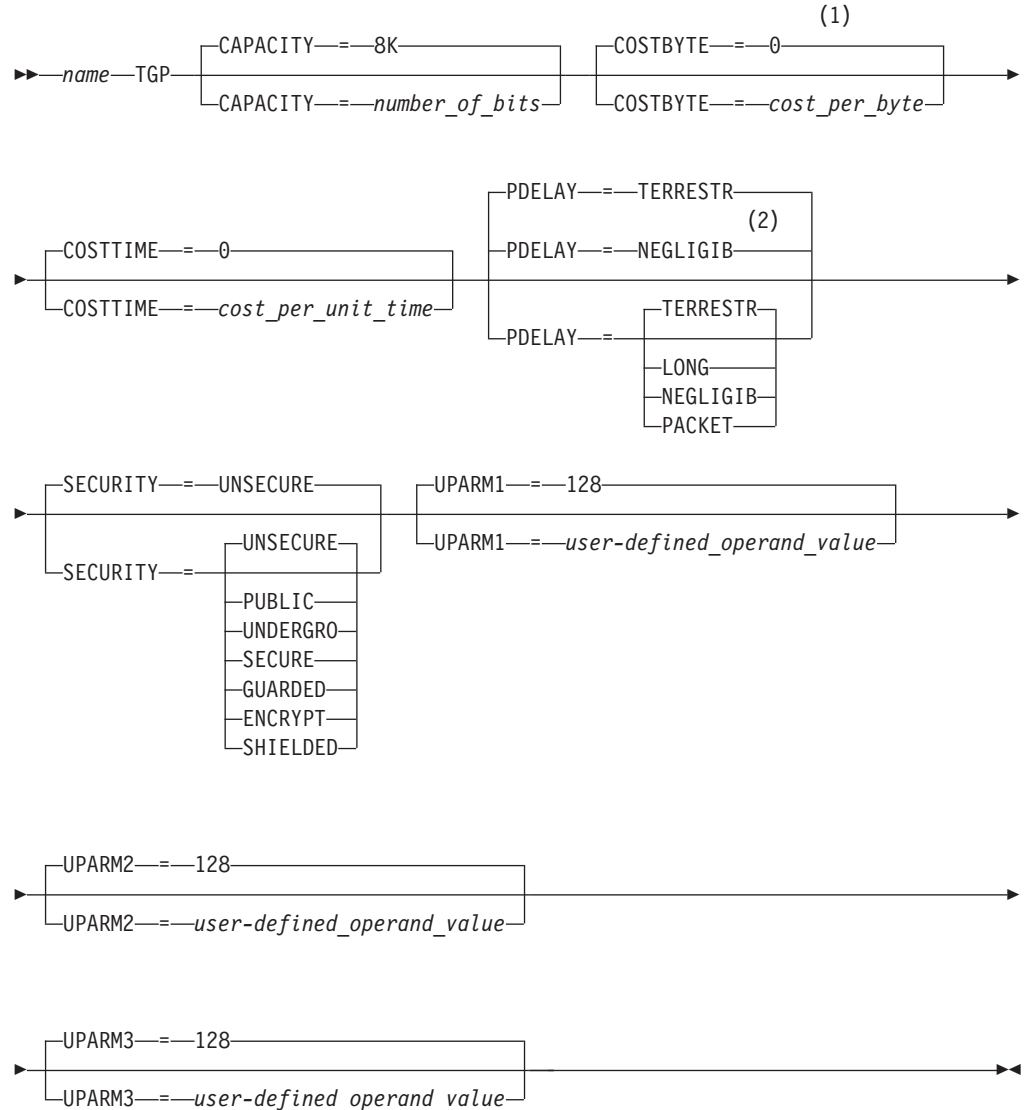 (1)
CAPACITY = 8K COSTBYTE = 0
name TGP
CAPACITY = number_of_bits COSTBYTE = cost_per_byte
PDELAY = TERRESTR
(2)
COSTTIME = 0 PDELAY = NEGLIGIB
COSTTIME = cost_per_unit_time TERRESTR
PDELAY =
LONG
NEGLIGIB
PACKET
SECURITY = UNSECURE UPARM1 = 128
UNSECURE UPARM1 = user-defined_operand_value
SECURITY =
PUBLIC
UNDERGRO
SECURE
GUARDED
ENCRYPT
SHIELDED
UPARM2 = 128
UPARM2 = user-defined_operand_value
UPARM3 = 128
UPARM3 = user-defined operand value